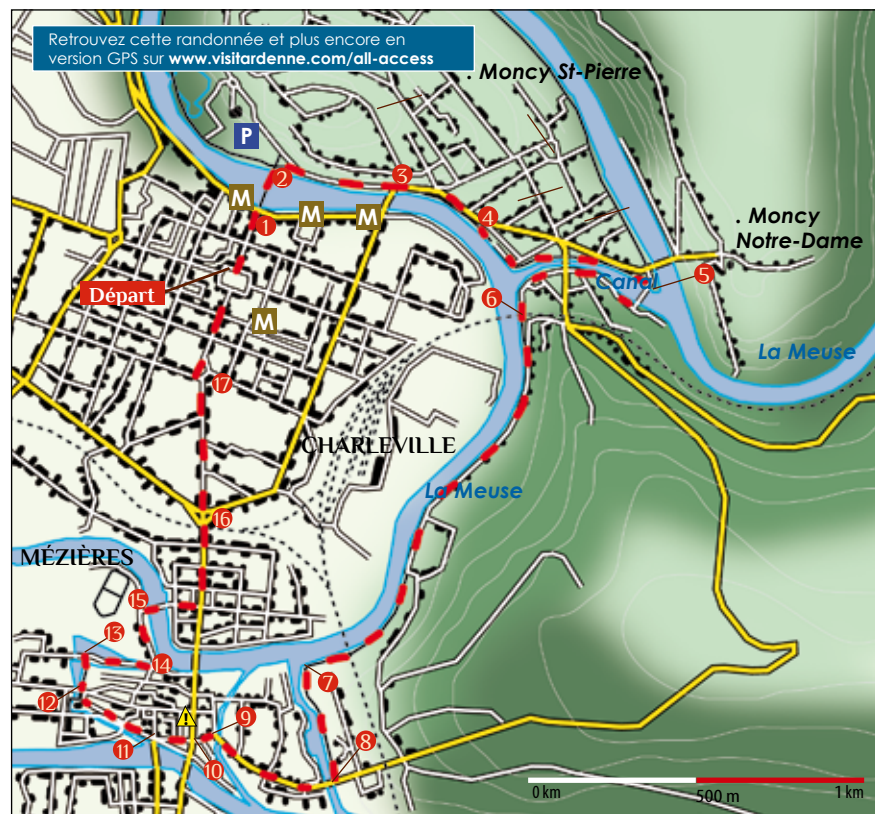 Retrouvez cette randonnée et plus encore en
version GPS sur www.visitardenne.com/all-access
. Moncy St-Pierre
P
2
3
M
M
M
1
4
. Moncy
Notre-Dame
Départ
Canal
5
6
M
La Meuse
17
CHARLEVILLE
La Meuse
16
MÉZIÈRES
15
13
14
7
12
!
9
11
10
8
0 km
500 m
1 km